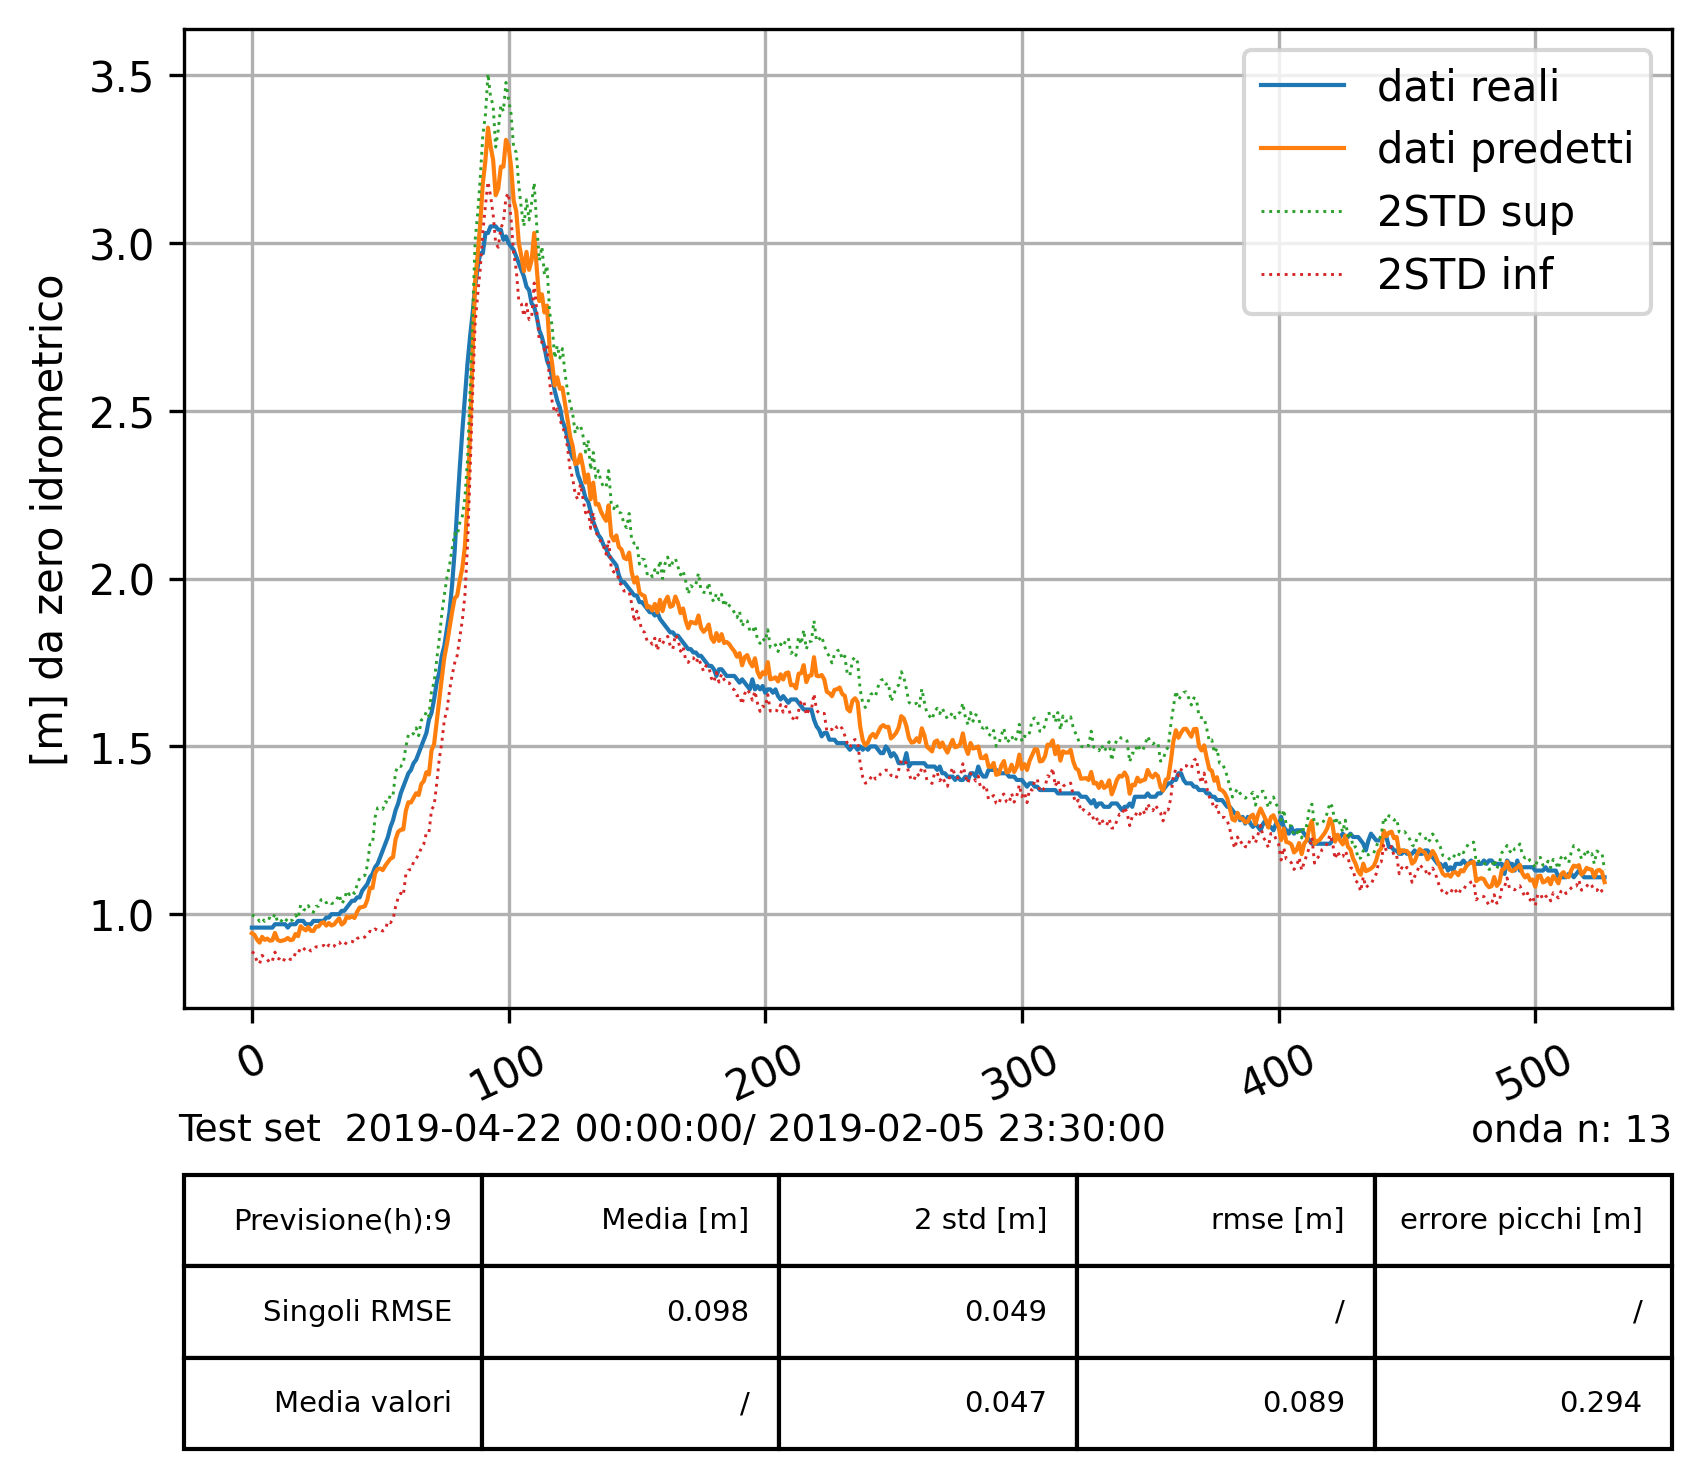 3.5
3.0
2.5
2.0
1.5
1.0
[m] da zero idrometrico
dati reali
dati predetti
2STD sup
2STD inf
0 100 200 300 400 500
Test set 2019-04-22 00:00:00/ 2019-02-05 23:30:00 onda n: 13
Previsione(h):9 Media [m] 2 std [m] rmse [m] errore picchi [m]
Singoli RMSE 0.098 0.049 / /
Media valori / 0.047 0.089 0.294